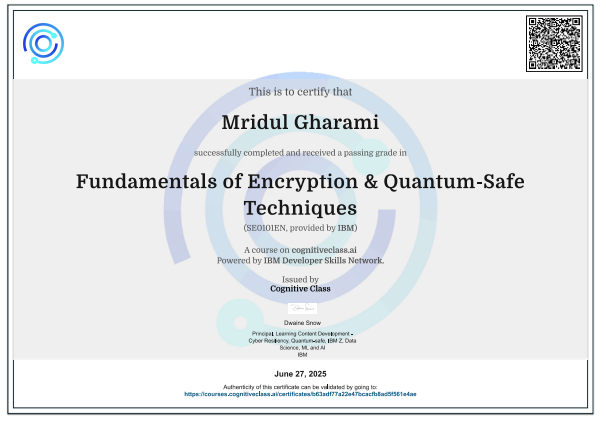 This is to certify that
Mridul Gharami
successfully completed and received a passing grade in
Fundamentals of Encryption & Quantum-Safe
Techniques
(SE0101EN, provided by IBM)
A course on cognitiveclass.ai
Powered by IBM Developer Skills Network.
Issued by
Cognitive Class
Dwaine Snow
Principal, Learning Content Development -
Cyber Resiliency, Quantum-safe, IBM Z, Data
Science, ML and AI
IBM
June 27, 2025
Authenticity of this certificate can be validated by going to:
https://courses.cognitiveclass.ai/certificates/b63adf77a22e47bcacfb8ad5f561e4ae